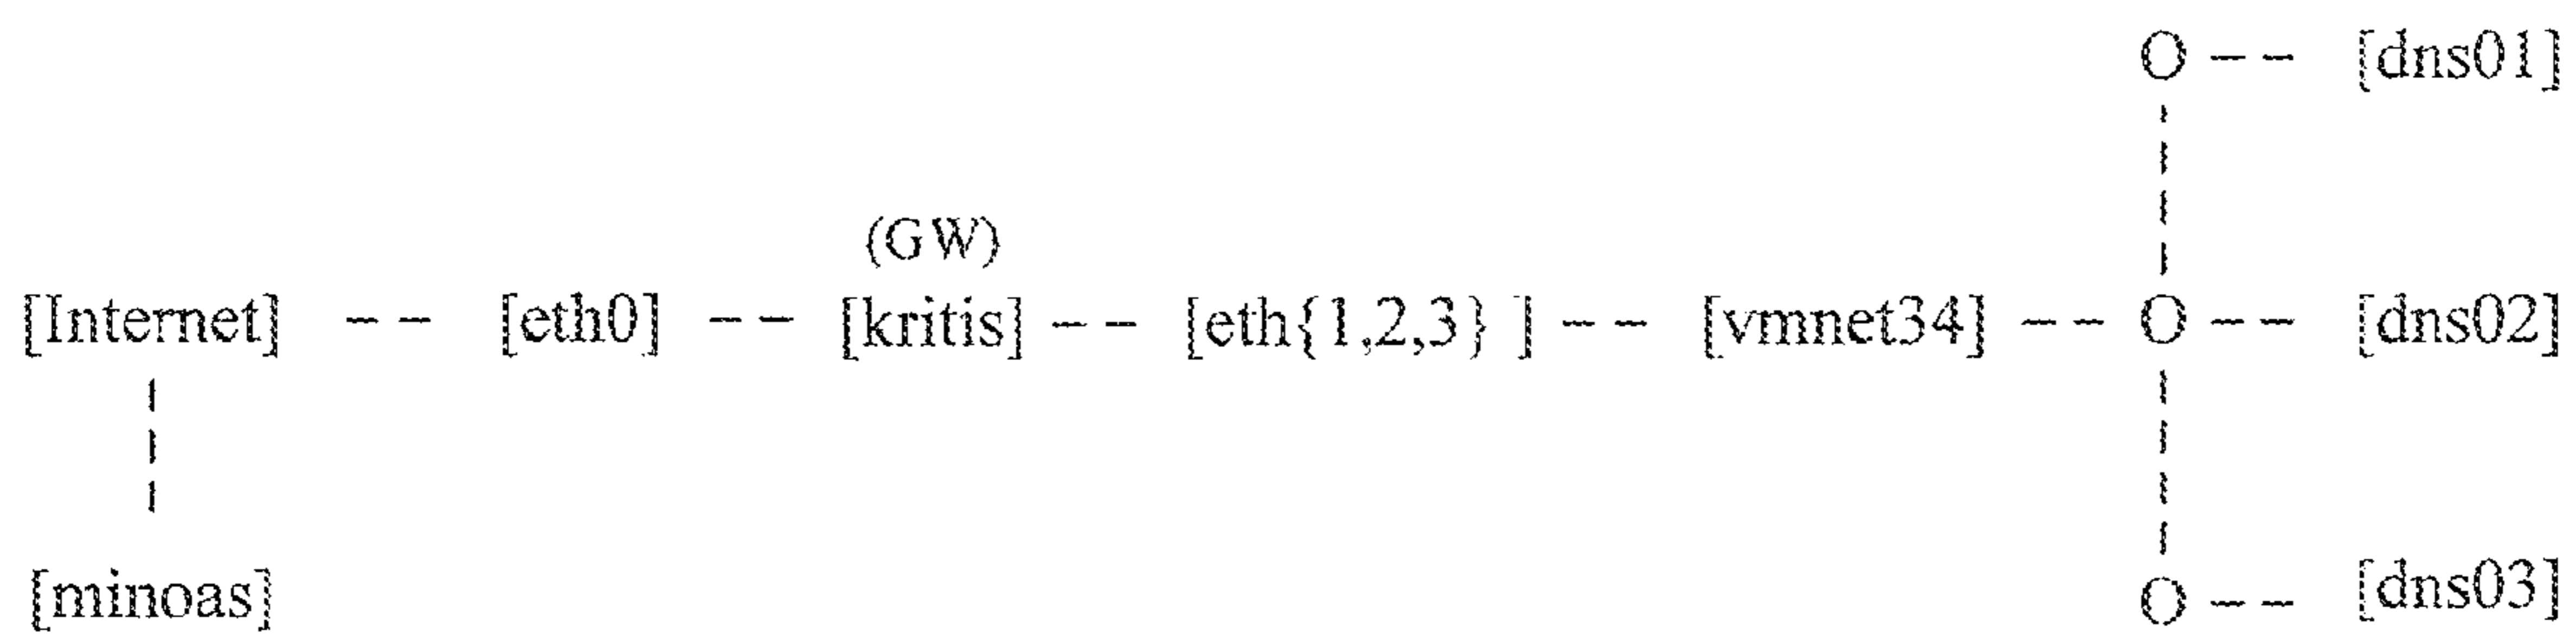 O -- [dns01]
(GW)
[Internet] -- [eth0] -- [kritis] -- [eth{1,2,3} ] -- [vmnet34] -- O -- [dns02]
[minoas]
O -- [dns03]